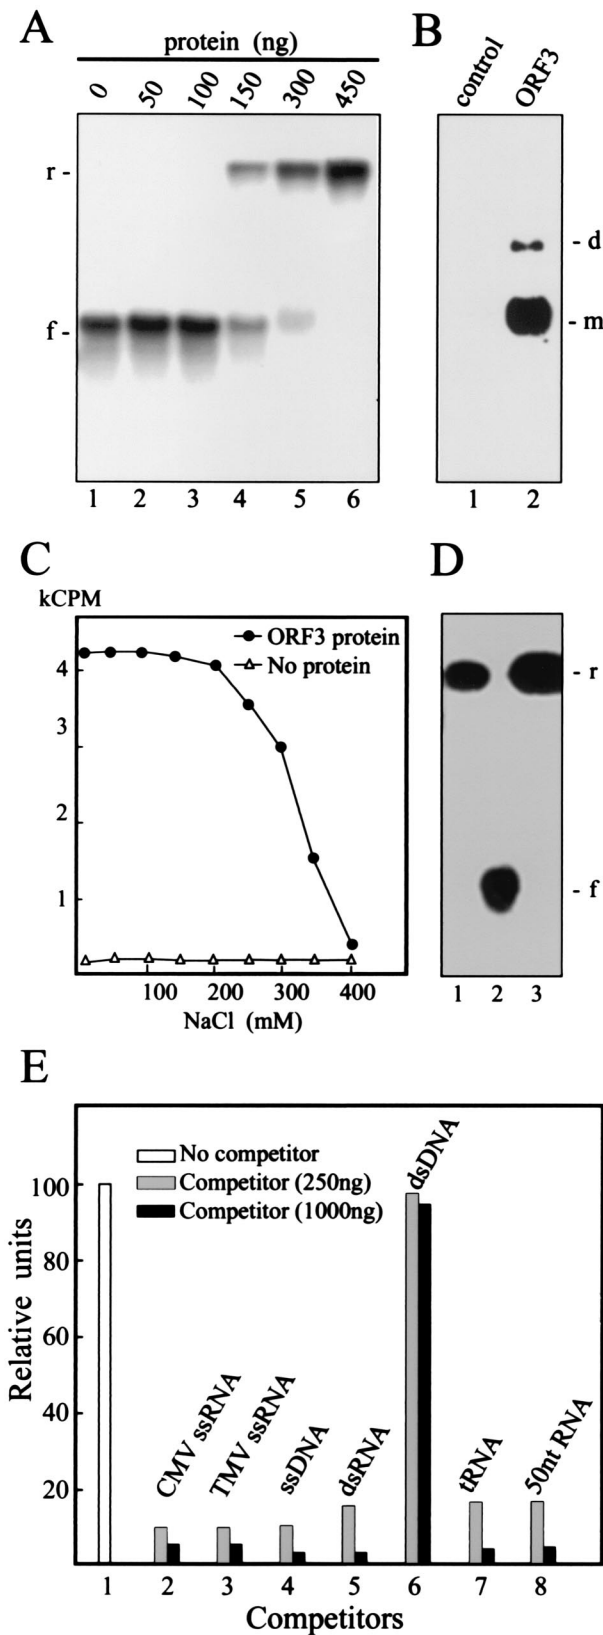 A
protein (ng)
0 50 100 150 300 450
r -
f -
1 2 3 4 5 6
B
control ORF3
- d
- m
1 2
C
kCPM
ORF3 protein
No protein
4
3
2
1
100 200 300 400
NaCl (mM)
D
- r
- f
1 2 3
E
No competitor
Competitor (250ng)
Competitor (1000ng)
Relative units
100
80
60
40
20
CMV ssRNA
TMV ssRNA
ssDNA
dsRNA
dsDNA
tRNA
50nt RNA
1 2 3 4 5 6 7 8
Competitors